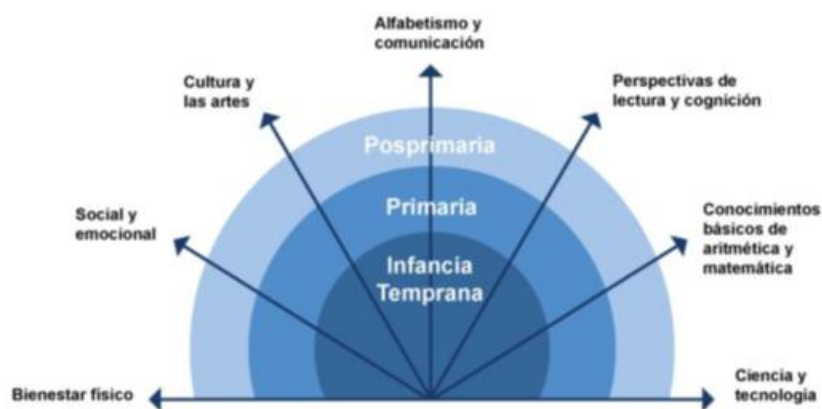 Alfabetismo y
comunicación
Cultura y
las artes
Perspectivas de
lectura y cognición
Posprimaria
Social y
emocional
Primaria
Conocimientos
básicos de
aritmética y
matemática
Infancia
Temprana
Bienestar físico
Ciencia y
tecnología